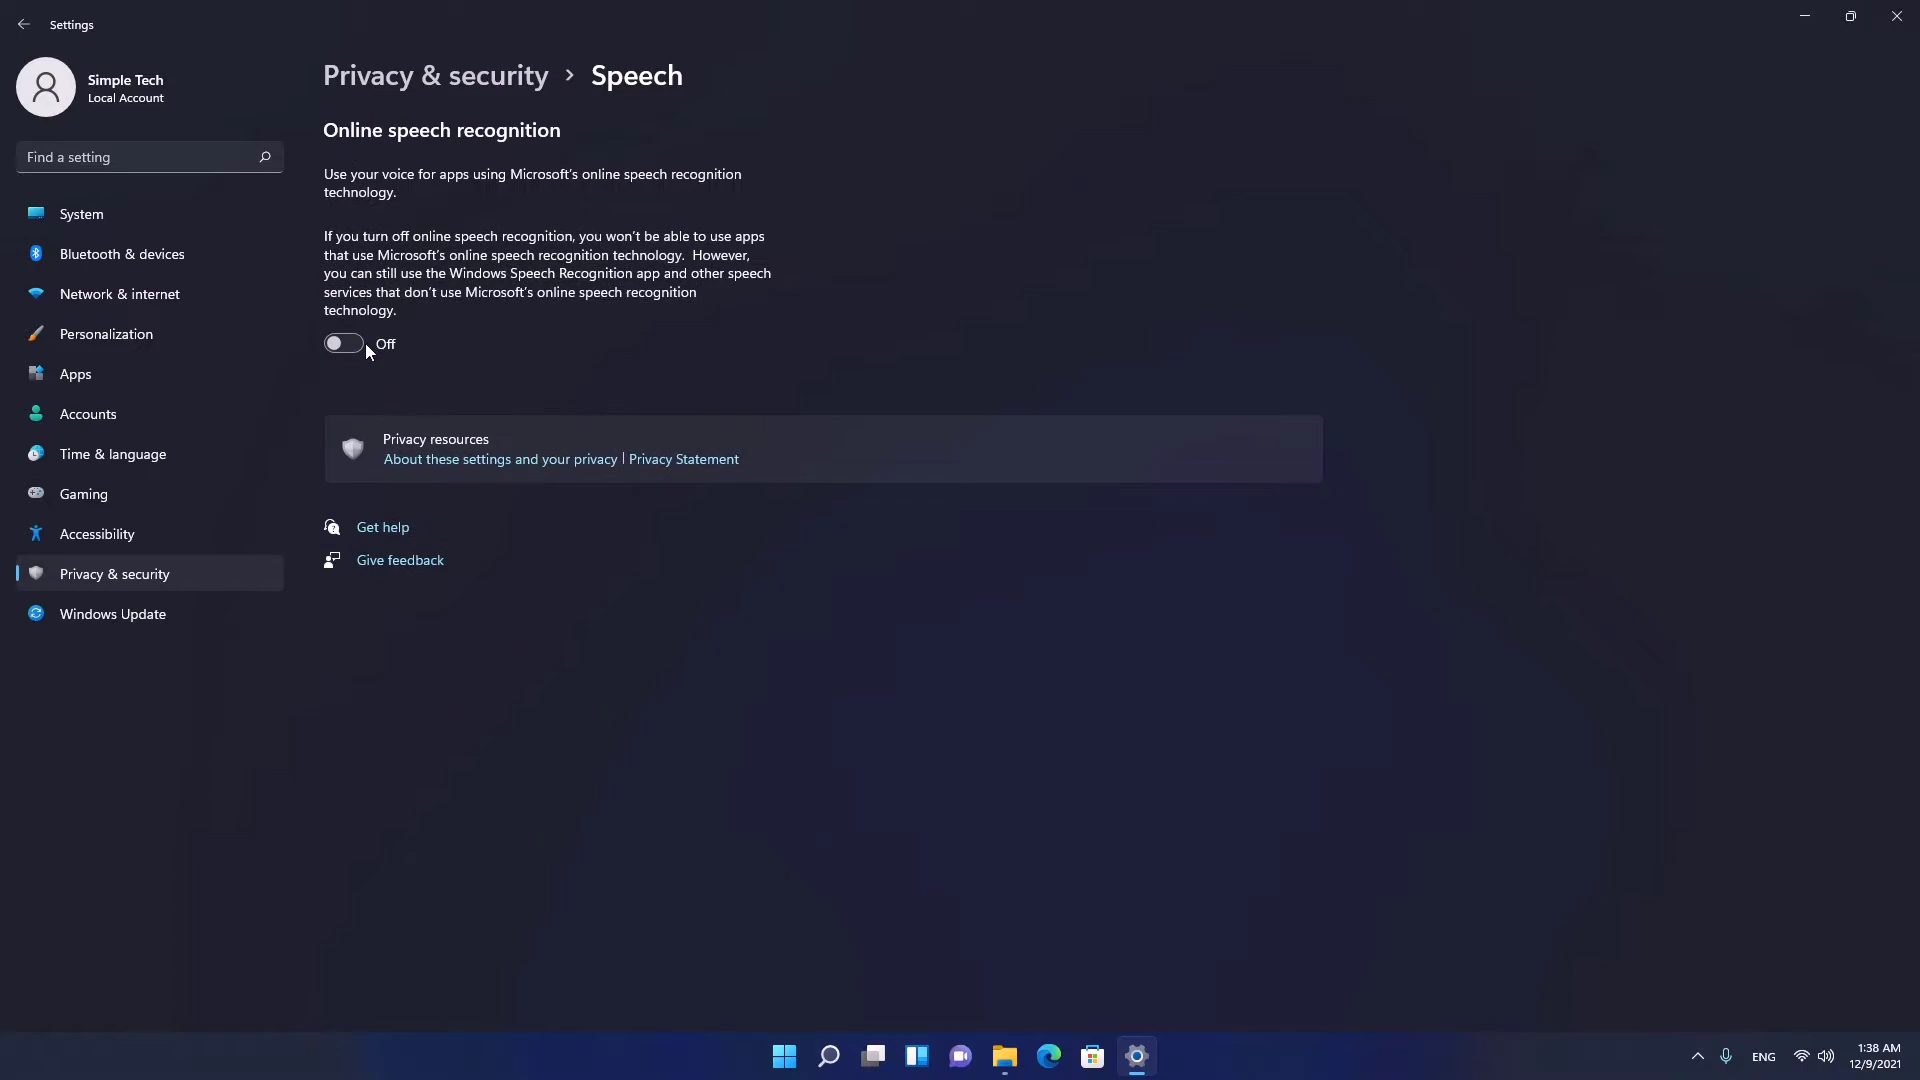 Settings
Simple Tech
Local Account
Find a setting
System
Bluetooth & devices
Network & internet
Personalization
Apps
Accounts
Time & language
Gaming
Accessibility
Privacy & security
Windows Update
Privacy & security > Speech
Online speech recognition
Use your voice for apps using Microsoft's online speech recognition
technology.
If you turn off online speech recognition, you won't be able to use apps
that use Microsoft's online speech recognition technology. However,
you can still use the Windows Speech Recognition app and other speech
services that don't use Microsoft's online speech recognition
technology.
Off
Privacy resources
About these settings and your privacy | Privacy Statement
Get help
Give feedback
ENG
1:38 AM
12/9/2021